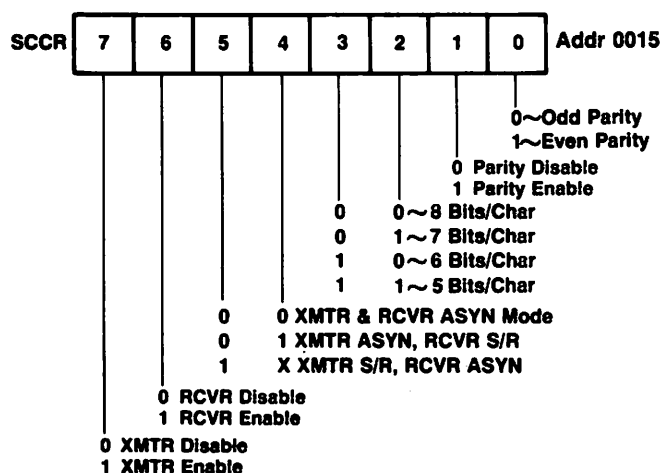 SCCR 7 6 5 4 3 2 1 0 Addr 0015
0~Odd Parity
1~Even Parity
0 Parity Disable
1 Parity Enable
0 0~8 Bits/Char
0 1~7 Bits/Char
1 0~6 Bits/Char
1 1~5 Bits/Char
0 0 XMTR & RCVR ASYN Mode
0 1 XMTR ASYN, RCVR S/R
1 X XMTR S/R, RCVR ASYN
0 RCVR Disable
1 RCVR Enable
0 XMTR Disable
1 XMTR Enable